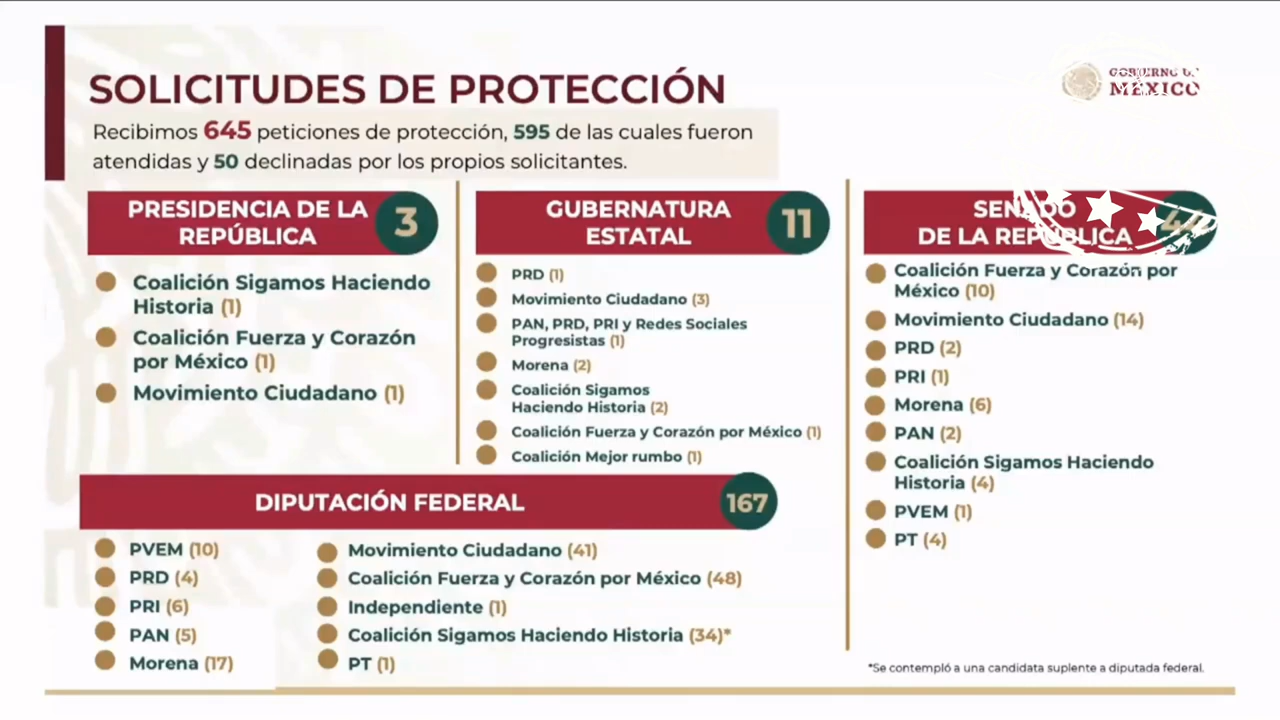 SOLICITUDES DE PROTECCIÓN
GOBIERNO DE
MÉXICO
Recibimos 645 peticiones de protección, 595 de las cuales fueron
atendidas y 50 declinadas por los propios solicitantes.
PRESIDENCIA DE LA
REPÚBLICA
3
Coalición Sigamos Haciendo
Historia (1)
Coalición Fuerza y Corazón
por México (1)
Movimiento Ciudadano (1)
GUBERNATURA
ESTATAL
11
PRD (1)
Movimiento Ciudadano (3)
PAN, PRD, PRI y Redes Sociales
Progresistas (1)
Morena (2)
Coalición Sigamos
Haciendo Historia (2)
Coalición Fuerza y Corazón por México (1)
Coalición Mejor rumbo (1)
SENADO
DE LA REPÚBLICA
44
Coalición Fuerza y Corazón por
México (10)
Movimiento Ciudadano (14)
PRD (2)
PRI (1)
Morena (6)
PAN (2)
Coalición Sigamos Haciendo
Historia (4)
PVEM (1)
PT (4)
DIPUTACIÓN FEDERAL
167
PVEM (10)
PRD (4)
PRI (6)
PAN (5)
Morena (17)
Movimiento Ciudadano (41)
Coalición Fuerza y Corazón por México (48)
Independiente (1)
Coalición Sigamos Haciendo Historia (34)*
PT (1)
*Se contempló a una candidata suplente a diputada federal.